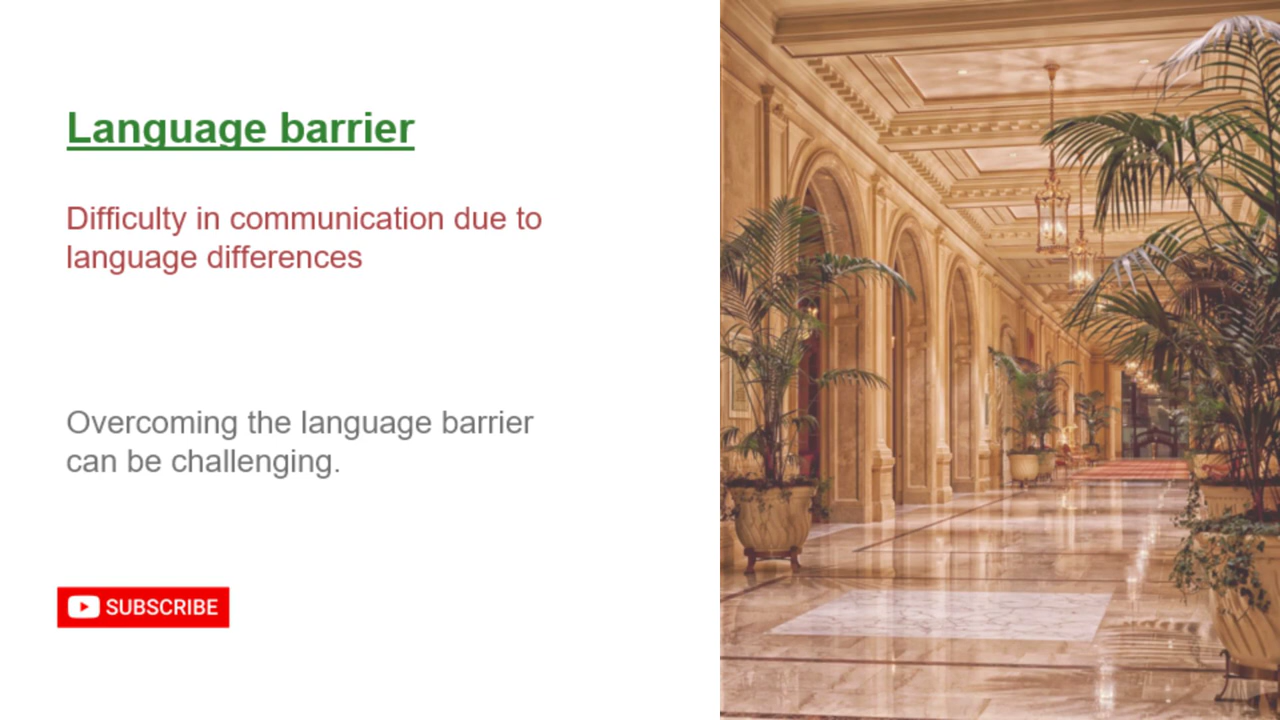 Language barrier
Difficulty in communication due to
language differences
Overcoming the language barrier
can be challenging.
SUBSCRIBE